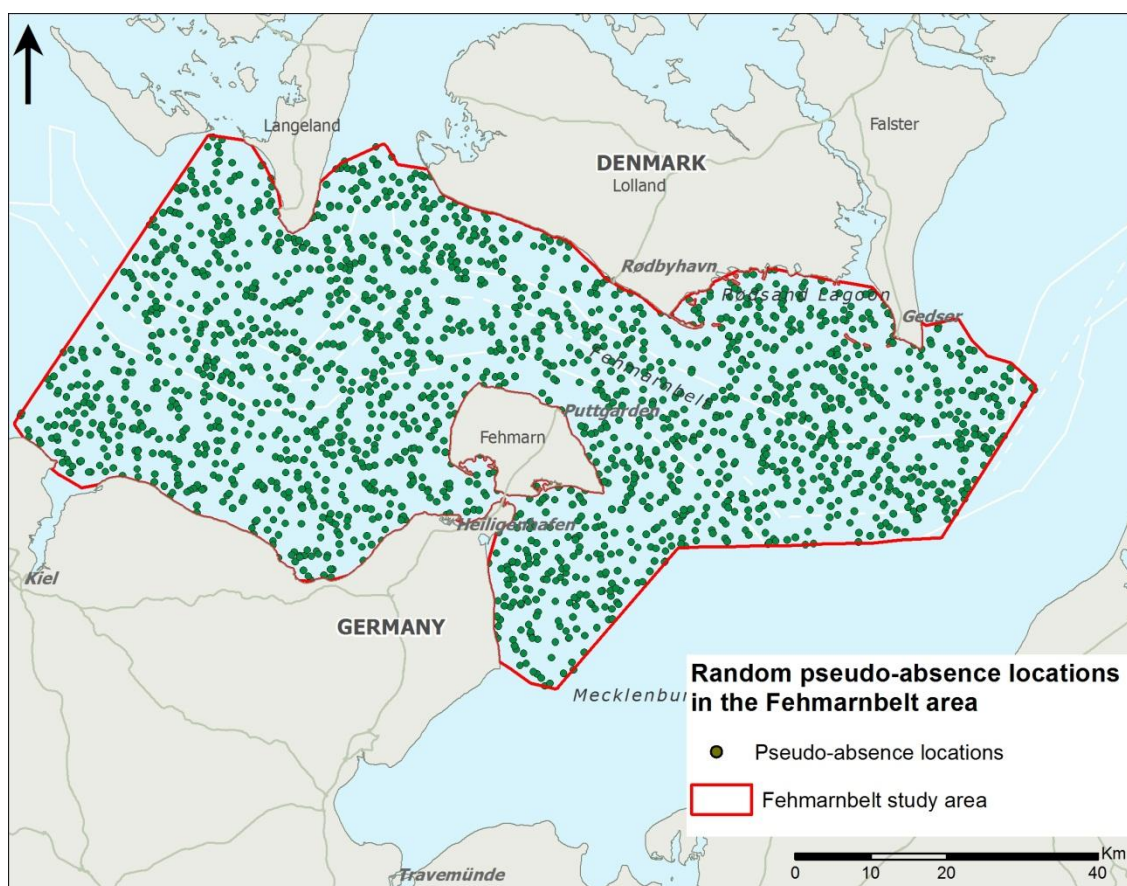 Langeland
Falster
DENMARK
Lolland
Rødbyhavn
Rødsand Lagoon
Gedser
Fehmarnbelt
Puttgarden
Fehmarn
Heiligenhafen
Kiel
GERMANY
Mecklenbur
Random pseudo-absence locations
in the Fehmarnbelt area
Pseudo-absence locations
Fehmarnbelt study area
Km
0 10 20 40
Travemünde